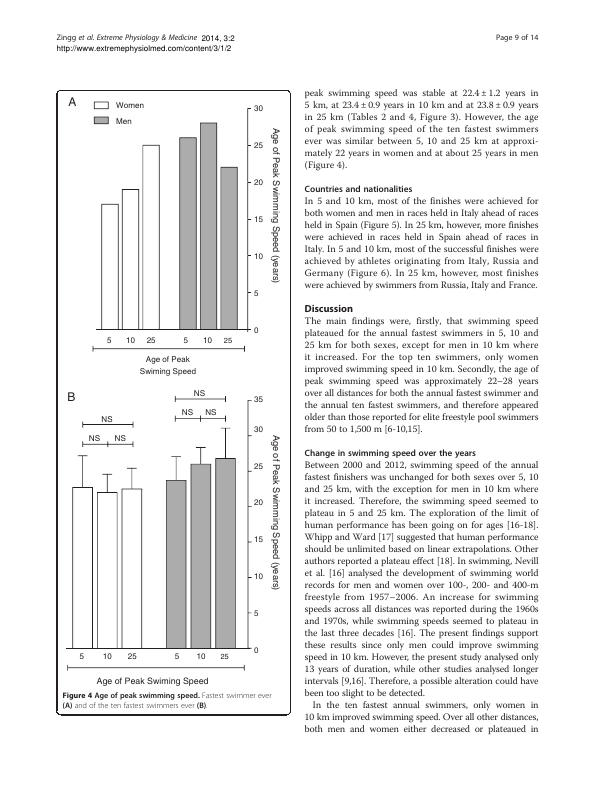 Zingg et al. Extreme Physiology & Medicine 2014, 3:2
http://www.extremephysiolmed.com/content/3/1/2
Page 9 of 14
A
Women
Men
30
25
20
15
10
5
0
Age of Peak Swimming Speed (years)
5 10 25 5 10 25
Age of Peak
Swiming Speed
B
NS
NS
NS NS
NS
NS NS
35
30
25
20
15
10
5
0
Age of Peak Swimming Speed (years)
5 10 25 5 10 25
Age of Peak Swiming Speed
Figure 4 Age of peak swimming speed. Fastest swimmer ever
(A) and of the ten fastest swimmers ever (B).
peak swimming speed was stable at 22.4 ± 1.2 years in
5 km, at 23.4 ± 0.9 years in 10 km and at 23.8 ± 0.9 years
in 25 km (Tables 2 and 4, Figure 3). However, the age
of peak swimming speed of the ten fastest swimmers
ever was similar between 5, 10 and 25 km at approxi-
mately 22 years in women and at about 25 years in men
(Figure 4).
Countries and nationalities
In 5 and 10 km, most of the finishes were achieved for
both women and men in races held in Italy ahead of races
held in Spain (Figure 5). In 25 km, however, more finishes
were achieved in races held in Spain ahead of races in
Italy. In 5 and 10 km, most of the successful finishes were
achieved by athletes originating from Italy, Russia and
Germany (Figure 6). In 25 km, however, most finishes
were achieved by swimmers from Russia, Italy and France.
Discussion
The main findings were, firstly, that swimming speed
plateaued for the annual fastest swimmers in 5, 10 and
25 km for both sexes, except for men in 10 km where
it increased. For the top ten swimmers, only women
improved swimming speed in 10 km. Secondly, the age of
peak swimming speed was approximately 22–28 years
over all distances for both the annual fastest swimmer and
the annual ten fastest swimmers, and therefore appeared
older than those reported for elite freestyle pool swimmers
from 50 to 1,500 m [6-10,15].
Change in swimming speed over the years
Between 2000 and 2012, swimming speed of the annual
fastest finishers was unchanged for both sexes over 5, 10
and 25 km, with the exception for men in 10 km where
it increased. Therefore, the swimming speed seemed to
plateau in 5 and 25 km. The exploration of the limit of
human performance has been going on for ages [16-18].
Whipp and Ward [17] suggested that human performance
should be unlimited based on linear extrapolations. Other
authors reported a plateau effect [18]. In swimming, Nevill
et al. [16] analysed the development of swimming world
records for men and women over 100-, 200- and 400-m
freestyle from 1957–2006. An increase for swimming
speeds across all distances was reported during the 1960s
and 1970s, while swimming speeds seemed to plateau in
the last three decades [16]. The present findings support
these results since only men could improve swimming
speed in 10 km. However, the present study analysed only
13 years of duration, while other studies analysed longer
intervals [9,16]. Therefore, a possible alteration could have
been too slight to be detected.
In the ten fastest annual swimmers, only women in
10 km improved swimming speed. Over all other distances,
both men and women either decreased or plateaued in